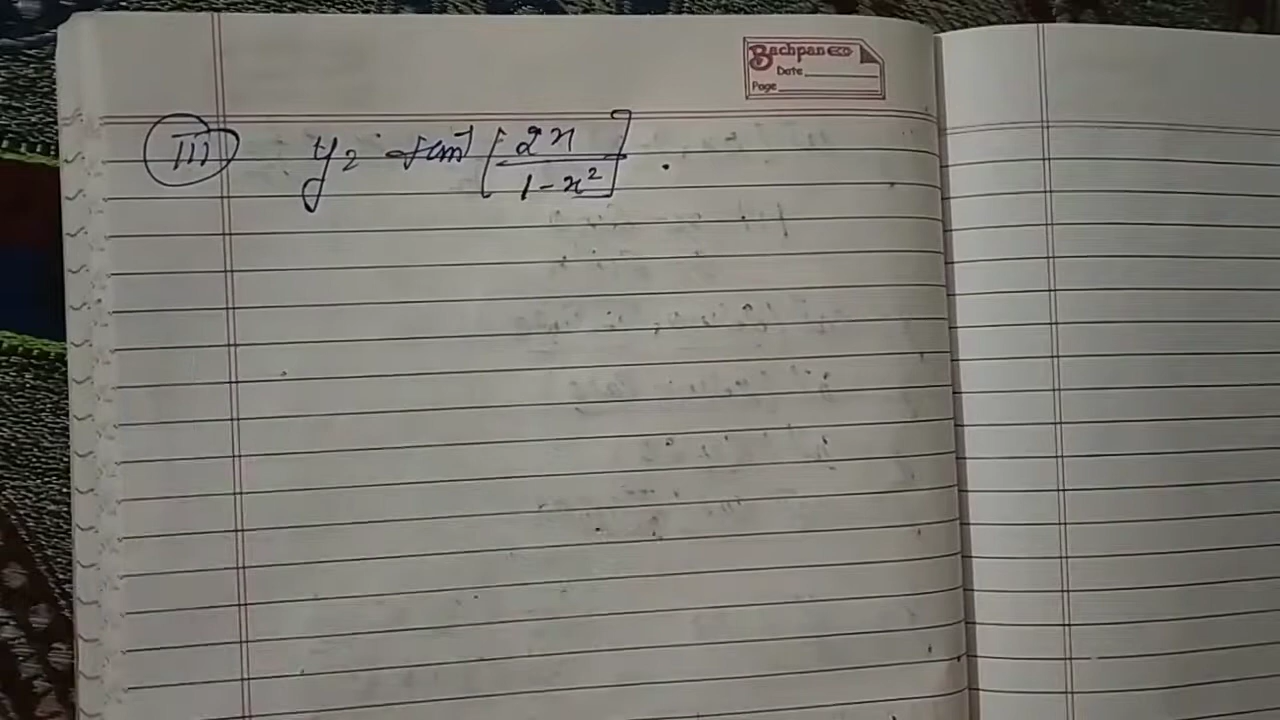 Bachpan
Date
Page
III y = tan⁻¹ [2x / 1-x²] .